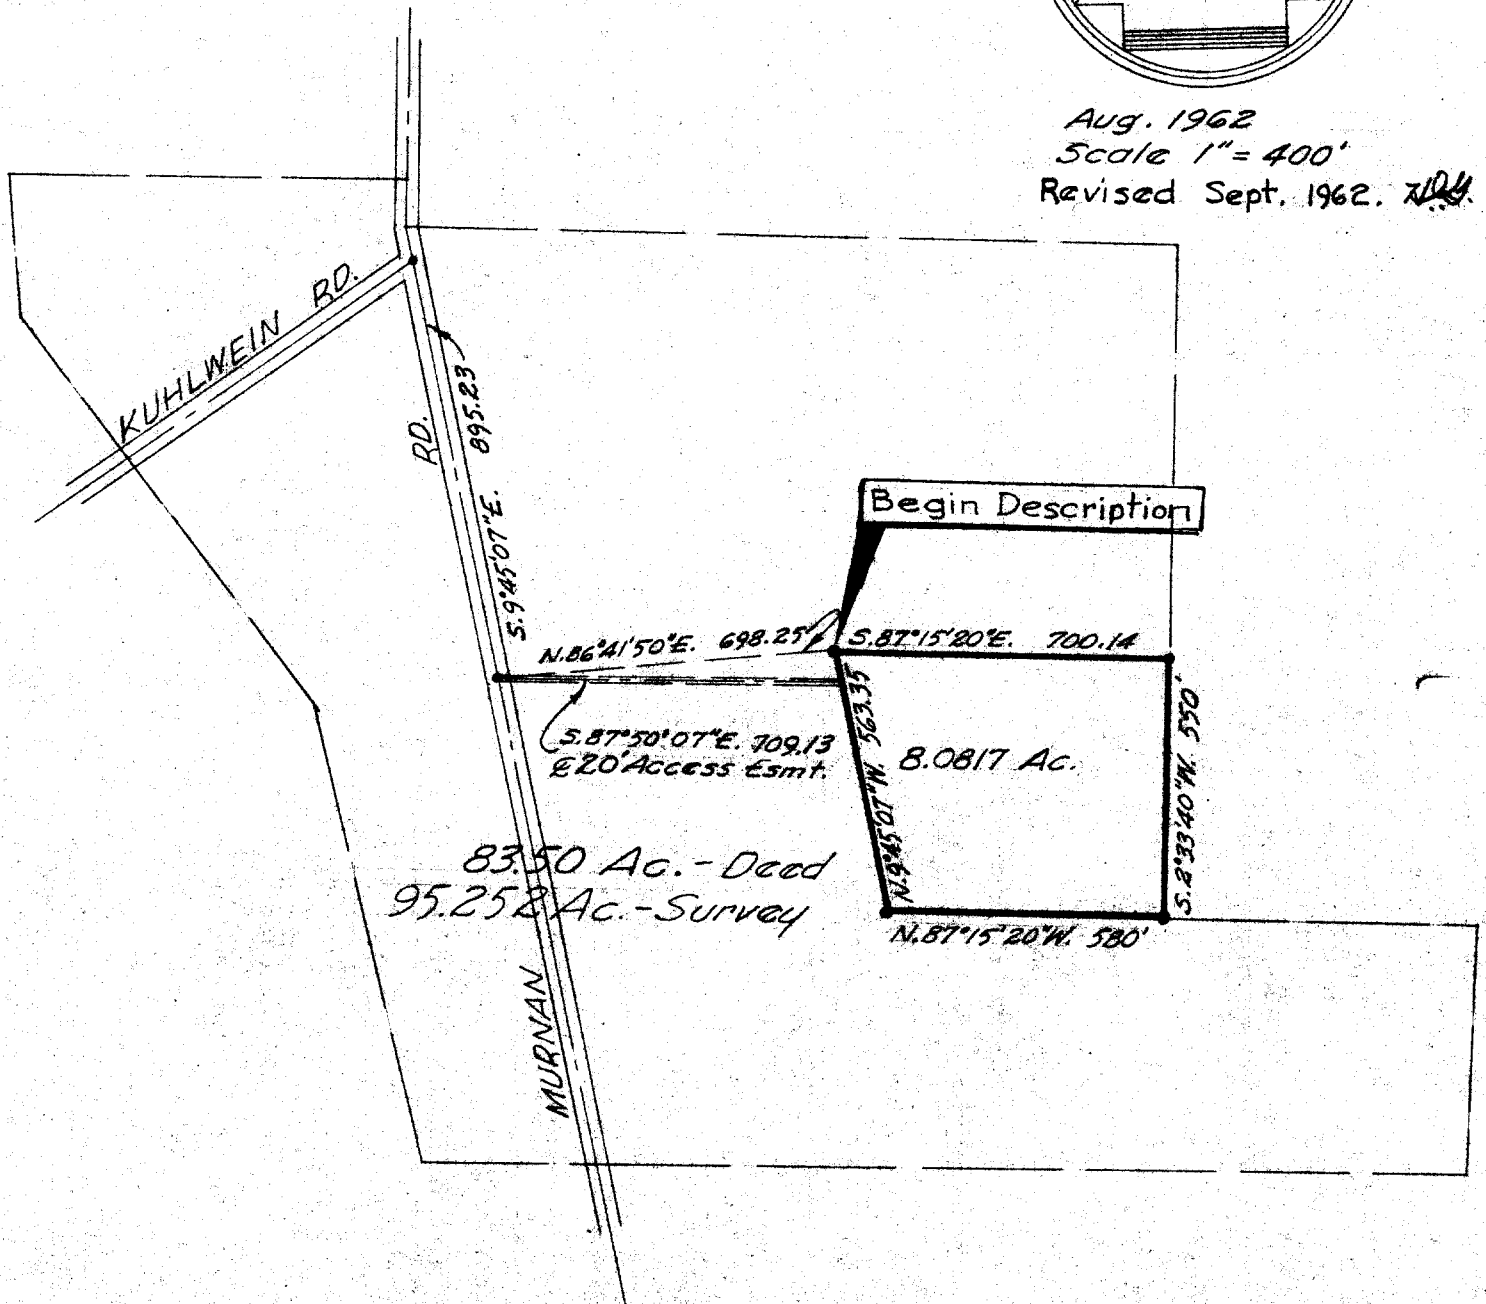 Aug. 1962
Scale 1" = 400'
Revised Sept. 1962.
KUHLWEIN RD.
RD.
S.9°45'07"E. 895.23
Begin Description
N.86°41'50"E. 698.25'
S.87°15'20"E. 700.14
S.87°50'07"E. 709.13
℄ 20' Access Esmt.
N.9°45'07"W. 563.35
8.0817 Ac.
S.2°33'40"W. 550'
83.50 Ac. - Deed
95.252 Ac. - Survey
N.87°15'20"W. 580'
MURNAN